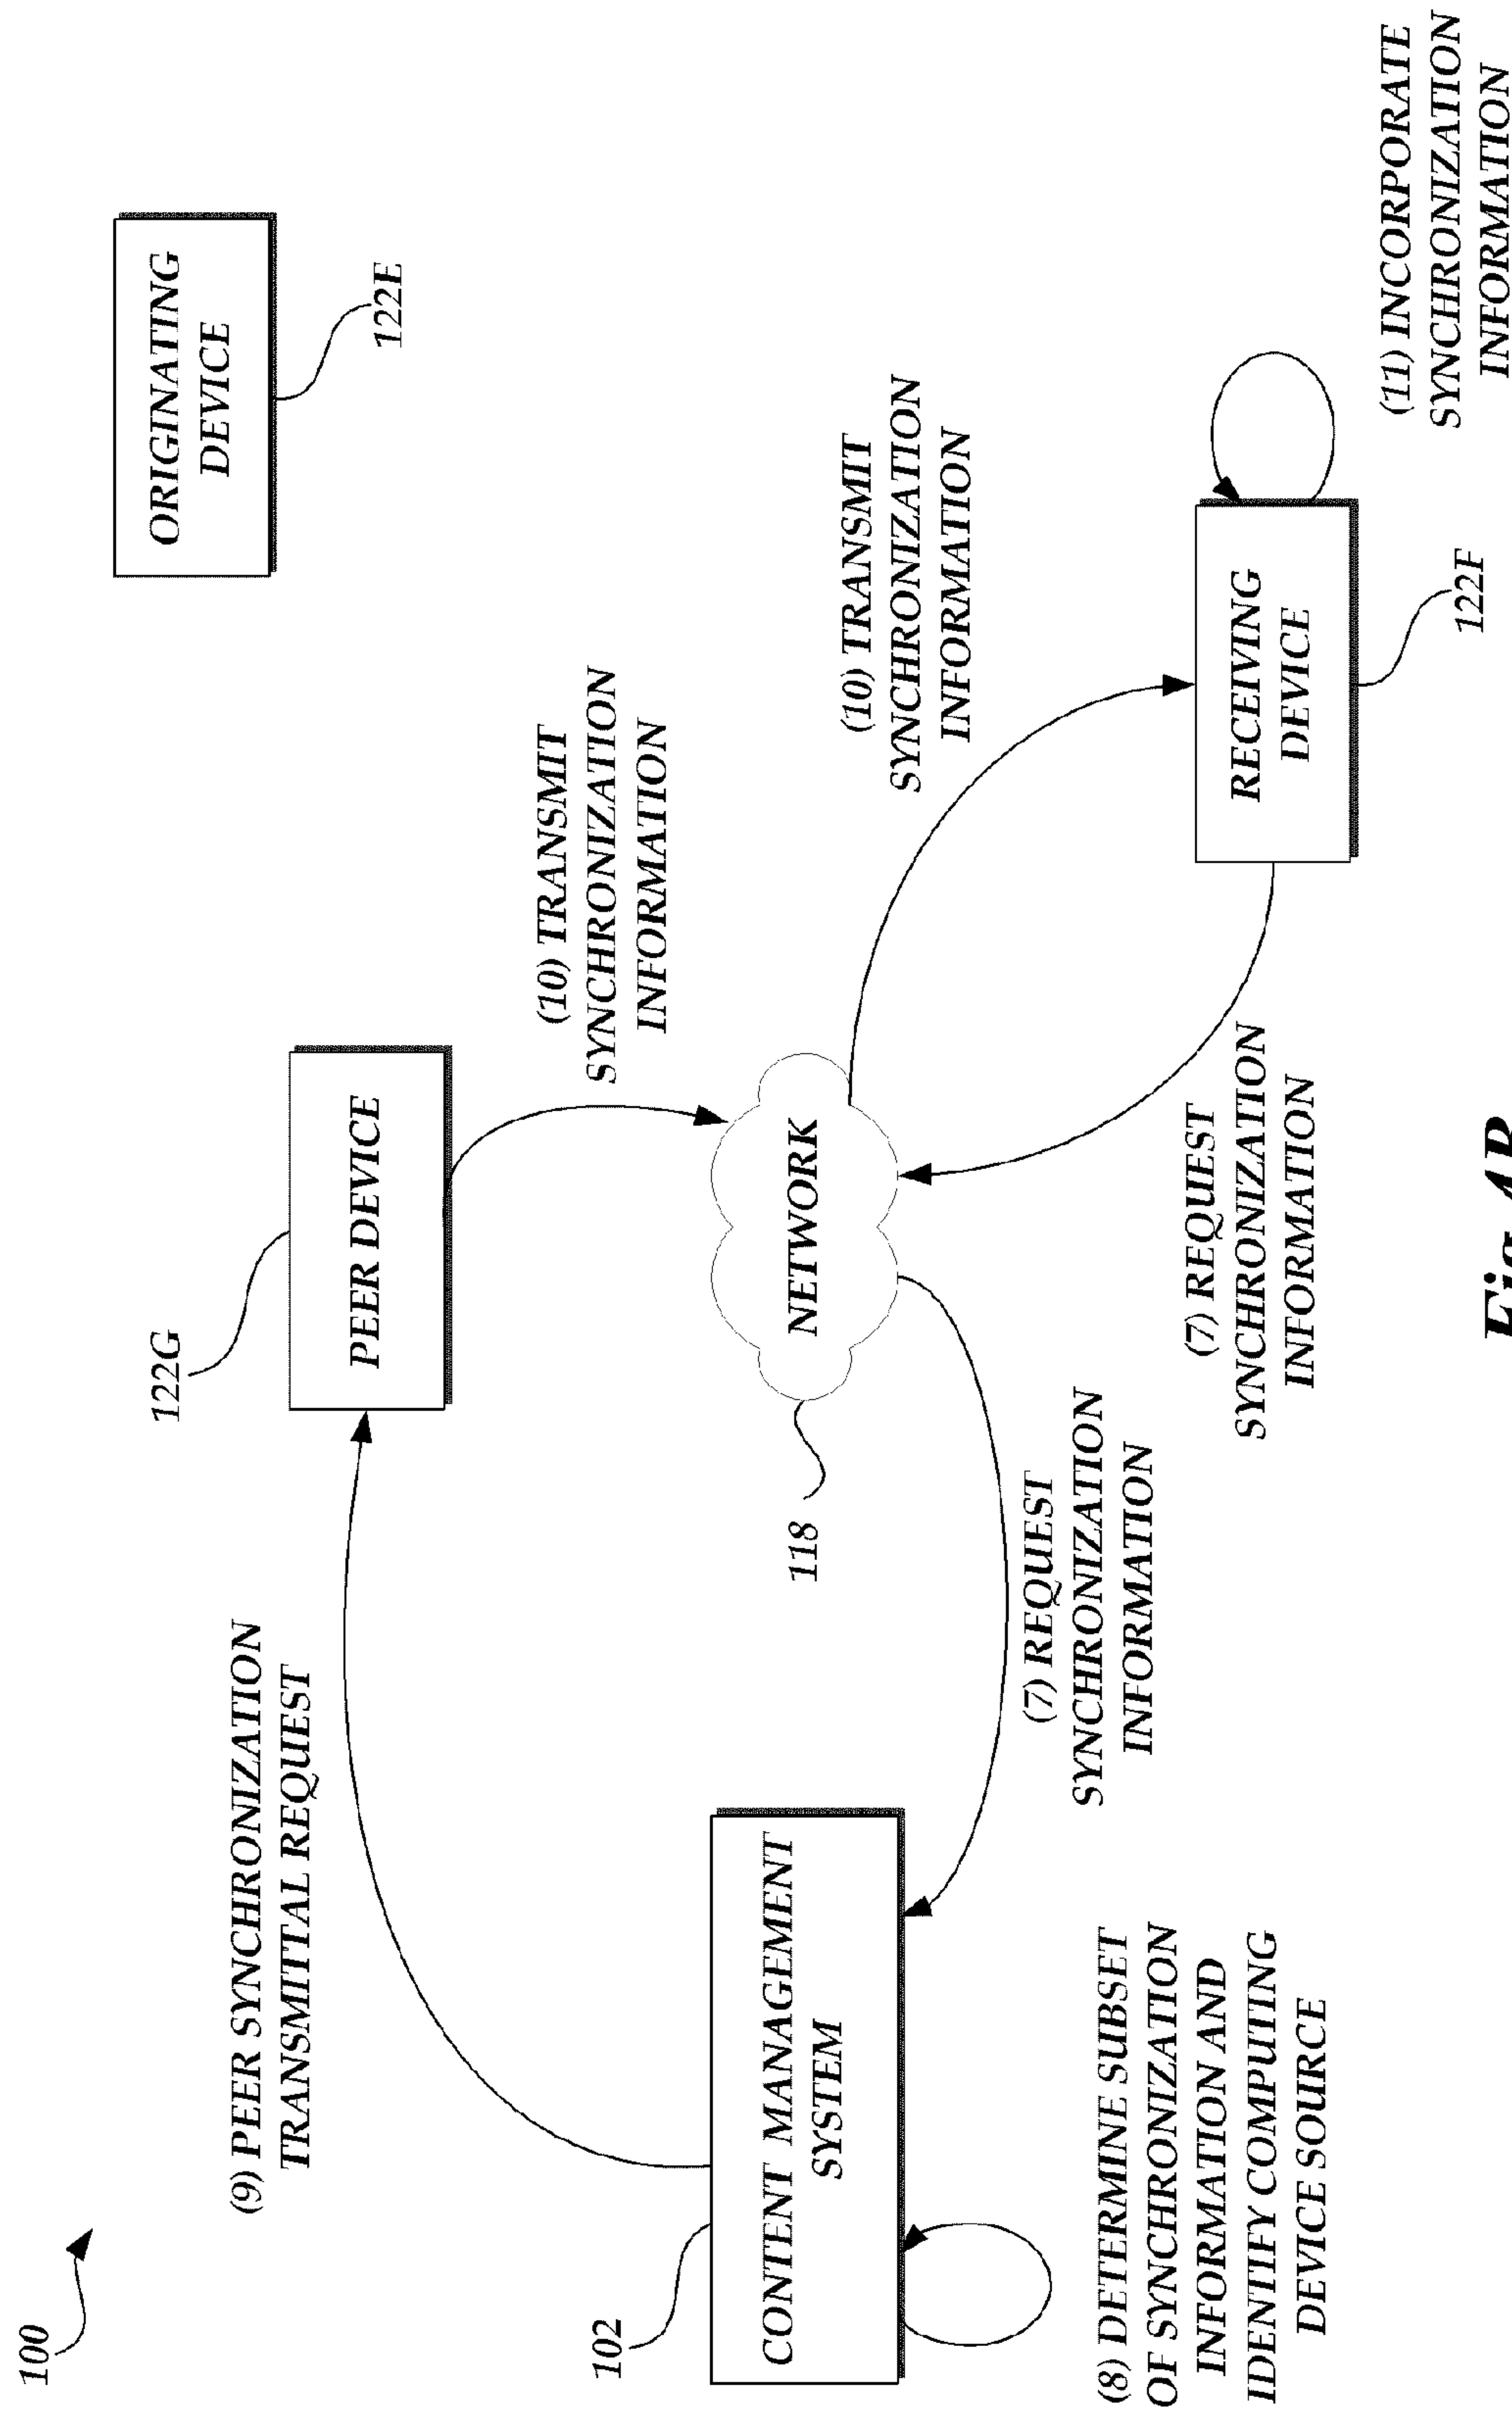 100
(9) PEER SYNCHRONIZATION
TRANSMITTAL REQUEST
122G
PEER DEVICE
ORIGINATING
DEVICE
122E
(10) TRANSMIT
SYNCHRONIZATION
INFORMATION
102
CONTENT MANAGEMENT
SYSTEM
118
NETWORK
(10) TRANSMIT
SYNCHRONIZATION
INFORMATION
(7) REQUEST
SYNCHRONIZATION
INFORMATION
(8) DETERMINE SUBSET
OF SYNCHRONIZATION
INFORMATION AND
IDENTIFY COMPUTING
DEVICE SOURCE
(7) REQUEST
SYNCHRONIZATION
INFORMATION
RECEIVING
DEVICE
122F
(11) INCORPORATE
SYNCHRONIZATION
INFORMATION